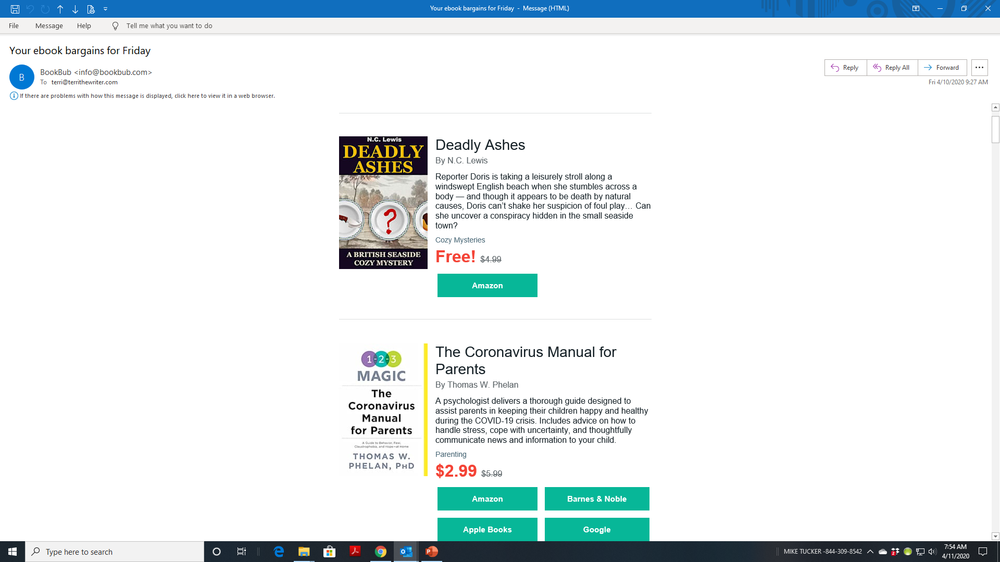 Your ebook bargains for Friday - Message (HTML)
File Message Help Tell me what you want to do
Your ebook bargains for Friday
B
BookBub <info@bookbub.com>
To terri@territhewriter.com
Reply Reply All Forward
Fri 4/10/2020 9:27 AM
If there are problems with how this message is displayed, click here to view it in a web browser.
N.C. Lewis
DEADLY
ASHES
?
A BRITISH SEASIDE
COZY MYSTERY
Deadly Ashes
By N.C. Lewis
Reporter Doris is taking a leisurely stroll along a
windswept English beach when she stumbles across a
body — and though it appears to be death by natural
causes, Doris can’t shake her suspicion of foul play… Can
she uncover a conspiracy hidden in the small seaside
town?
Cozy Mysteries
Free! $4.99
Amazon
1-2-3
MAGIC
The
Coronavirus
Manual
for Parents
A Guide to Behavior, Fear,
Claustrophobia, and Hope—at Home
THOMAS W.
PHELAN, PHD
The Coronavirus Manual for
Parents
By Thomas W. Phelan
A psychologist delivers a thorough guide designed to
assist parents in keeping their children happy and healthy
during the COVID-19 crisis. Includes advice on how to
handle stress, cope with uncertainty, and thoughtfully
communicate news and information to your child.
Parenting
$2.99 $5.99
Amazon Barnes & Noble
Apple Books Google
Type here to search
MIKE TUCKER -844-309-8542
2
7:54 AM
4/11/2020